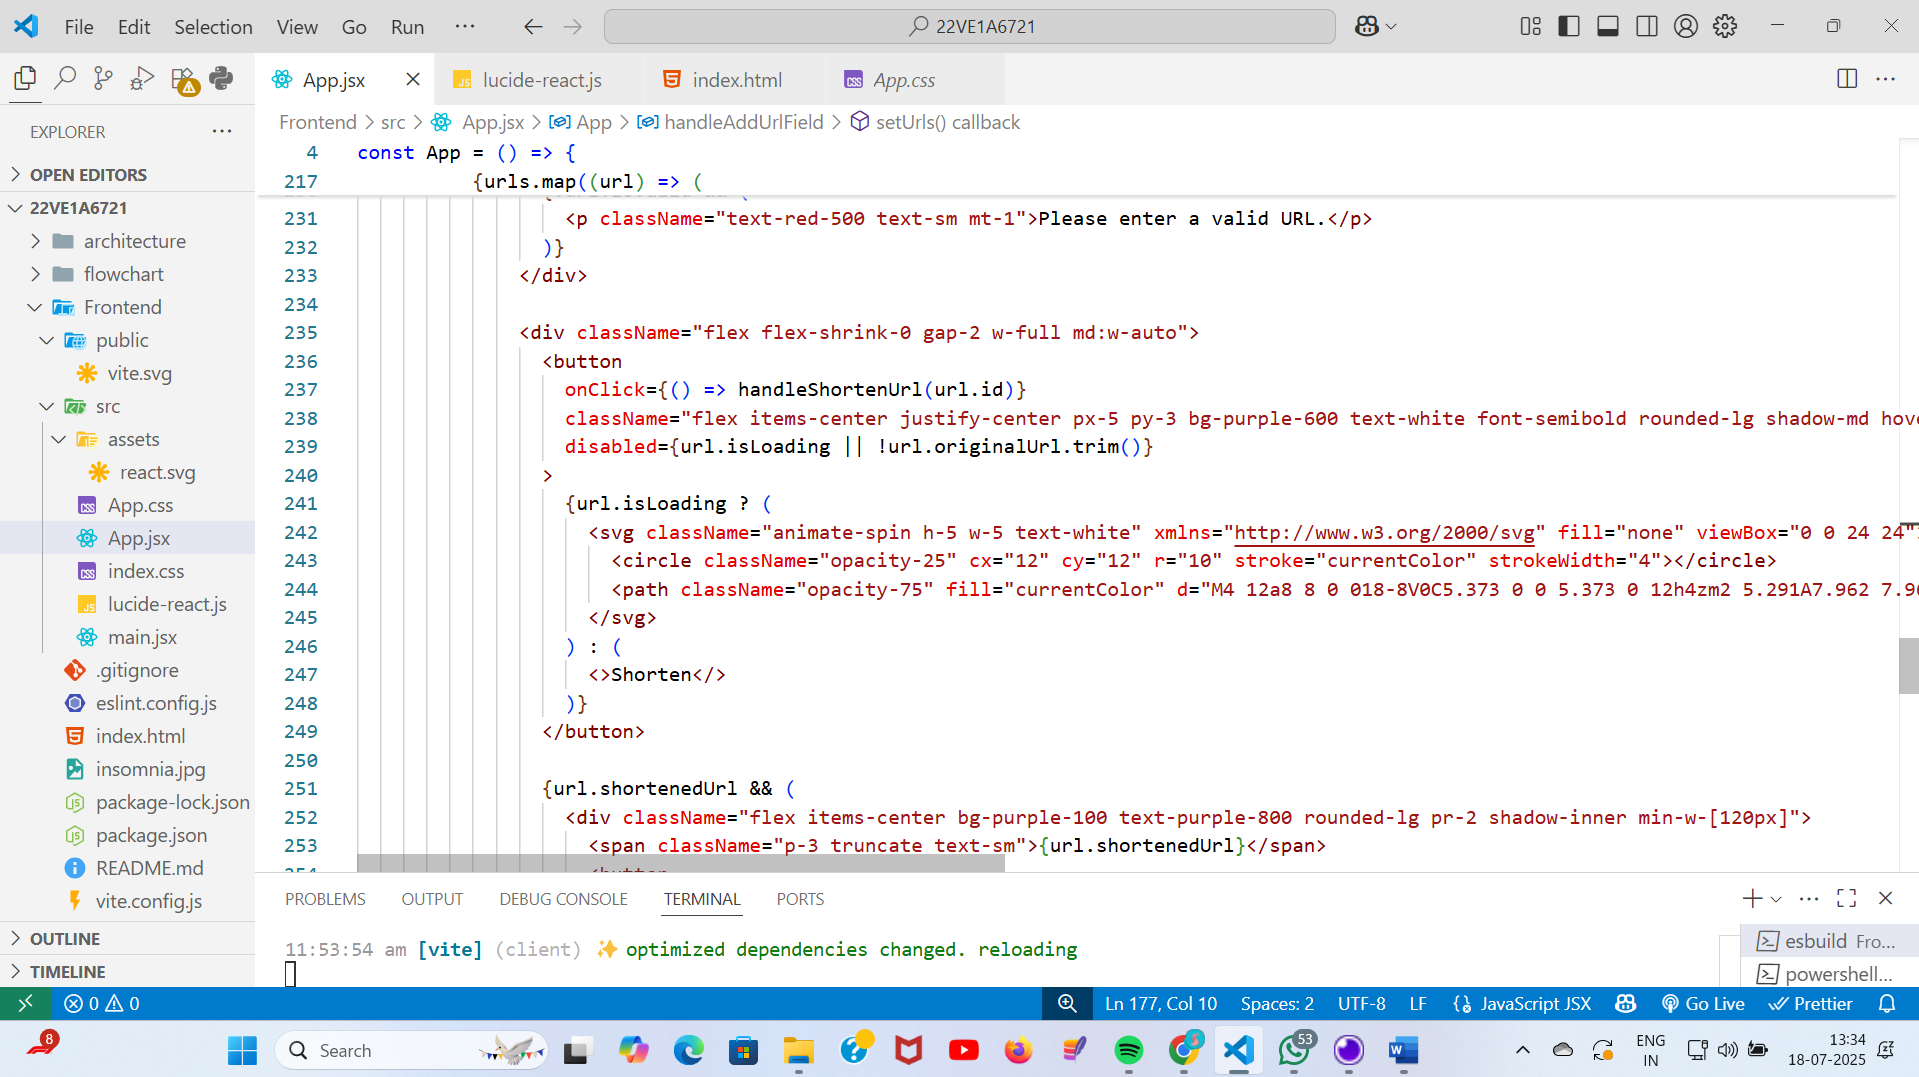 File Edit Selection View Go Run ··· 22VE1A6721
App.jsx lucide-react.js index.html App.css
Frontend > src > App.jsx > App > handleAddUrlField > setUrls() callback
EXPLORER
OPEN EDITORS
22VE1A6721
architecture
flowchart
Frontend
public
vite.svg
src
assets
react.svg
App.css
App.jsx
index.css
lucide-react.js
main.jsx
.gitignore
eslint.config.js
index.html
insomnia.jpg
package-lock.json
package.json
README.md
vite.config.js
OUTLINE
TIMELINE
4 const App = () => {
217 {urls.map((url) => (
231 <p className="text-red-500 text-sm mt-1">Please enter a valid URL.</p>
232 )}
233 </div>
234
235 <div className="flex flex-shrink-0 gap-2 w-full md:w-auto">
236 <button
237 onClick={() => handleShortenUrl(url.id)}
238 className="flex items-center justify-center px-5 py-3 bg-purple-600 text-white font-semibold rounded-lg shadow-md hov
239 disabled={url.isLoading || !url.originalUrl.trim()}
240 >
241 {url.isLoading ? (
242 <svg className="animate-spin h-5 w-5 text-white" xmlns="http://www.w3.org/2000/svg" fill="none" viewBox="0 0 24 24"
243 <circle className="opacity-25" cx="12" cy="12" r="10" stroke="currentColor" strokeWidth="4"></circle>
244 <path className="opacity-75" fill="currentColor" d="M4 12a8 8 0 018-8V0C5.373 0 0 5.373 0 12h4zm2 5.291A7.962 7.9
245 </svg>
246 ) : (
247 <>Shorten</>
248 )}
249 </button>
250
251 {url.shortenedUrl && (
252 <div className="flex items-center bg-purple-100 text-purple-800 rounded-lg pr-2 shadow-inner min-w-[120px]">
253 <span className="p-3 truncate text-sm">{url.shortenedUrl}</span>
PROBLEMS OUTPUT DEBUG CONSOLE TERMINAL PORTS
11:53:54 am [vite] (client) ✨ optimized dependencies changed. reloading
esbuild Fro...
powershell...
0 0 Ln 177, Col 10 Spaces: 2 UTF-8 LF JavaScript JSX Go Live Prettier
8 Search 53 ENG IN 13:34 18-07-2025